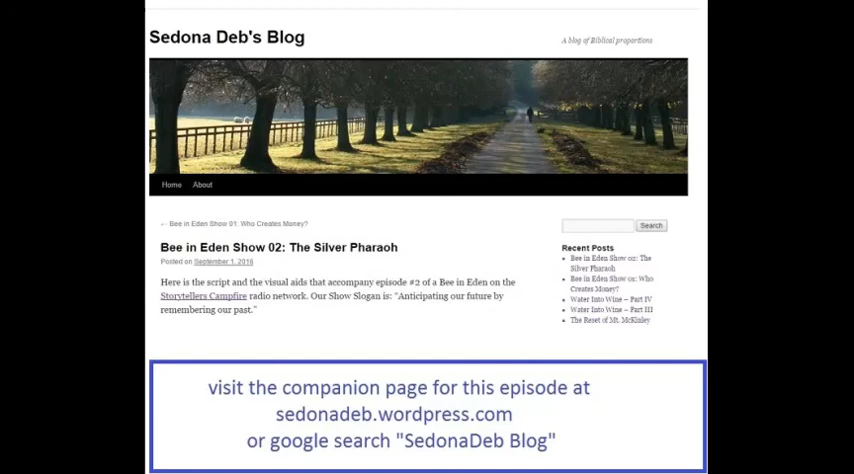 Sedona Deb's Blog
A blog of Biblical proportions
Home About
← Bee in Eden Show 01: Who Creates Money?
Bee in Eden Show 02: The Silver Pharaoh
Posted on September 1, 2016
Here is the script and the visual aids that accompany episode #2 of a Bee in Eden on the
Storytellers Campfire radio network. Our Show Slogan is: "Anticipating our future by
remembering our past."
Search
Recent Posts
Bee in Eden Show 02: The
Silver Pharaoh
Bee in Eden Show 01: Who
Creates Money?
Water Into Wine – Part IV
Water Into Wine – Part III
The Reset of Mt. McKinley
visit the companion page for this episode at
sedonadeb.wordpress.com
or google search "SedonaDeb Blog"